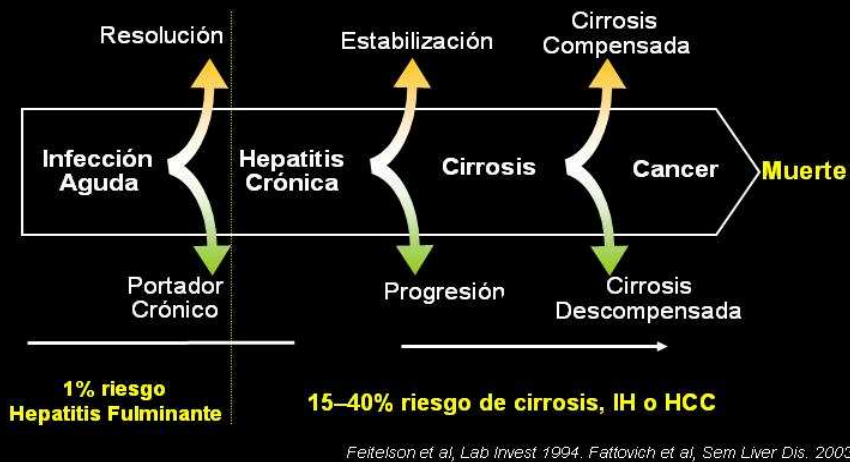 Resolución
Estabilización
Cirrosis
Compensada
Infección
Aguda
Hepatitis
Crónica
Cirrosis
Cancer
Muerte
Portador
Crónico
Progresión
Cirrosis
Descompensada
1% riesgo
Hepatitis Fulminante
15–40% riesgo de cirrosis, IH o HCC
Feitelson et al, Lab Invest 1994. Fattovich et al, Sem Liver Dis. 2003